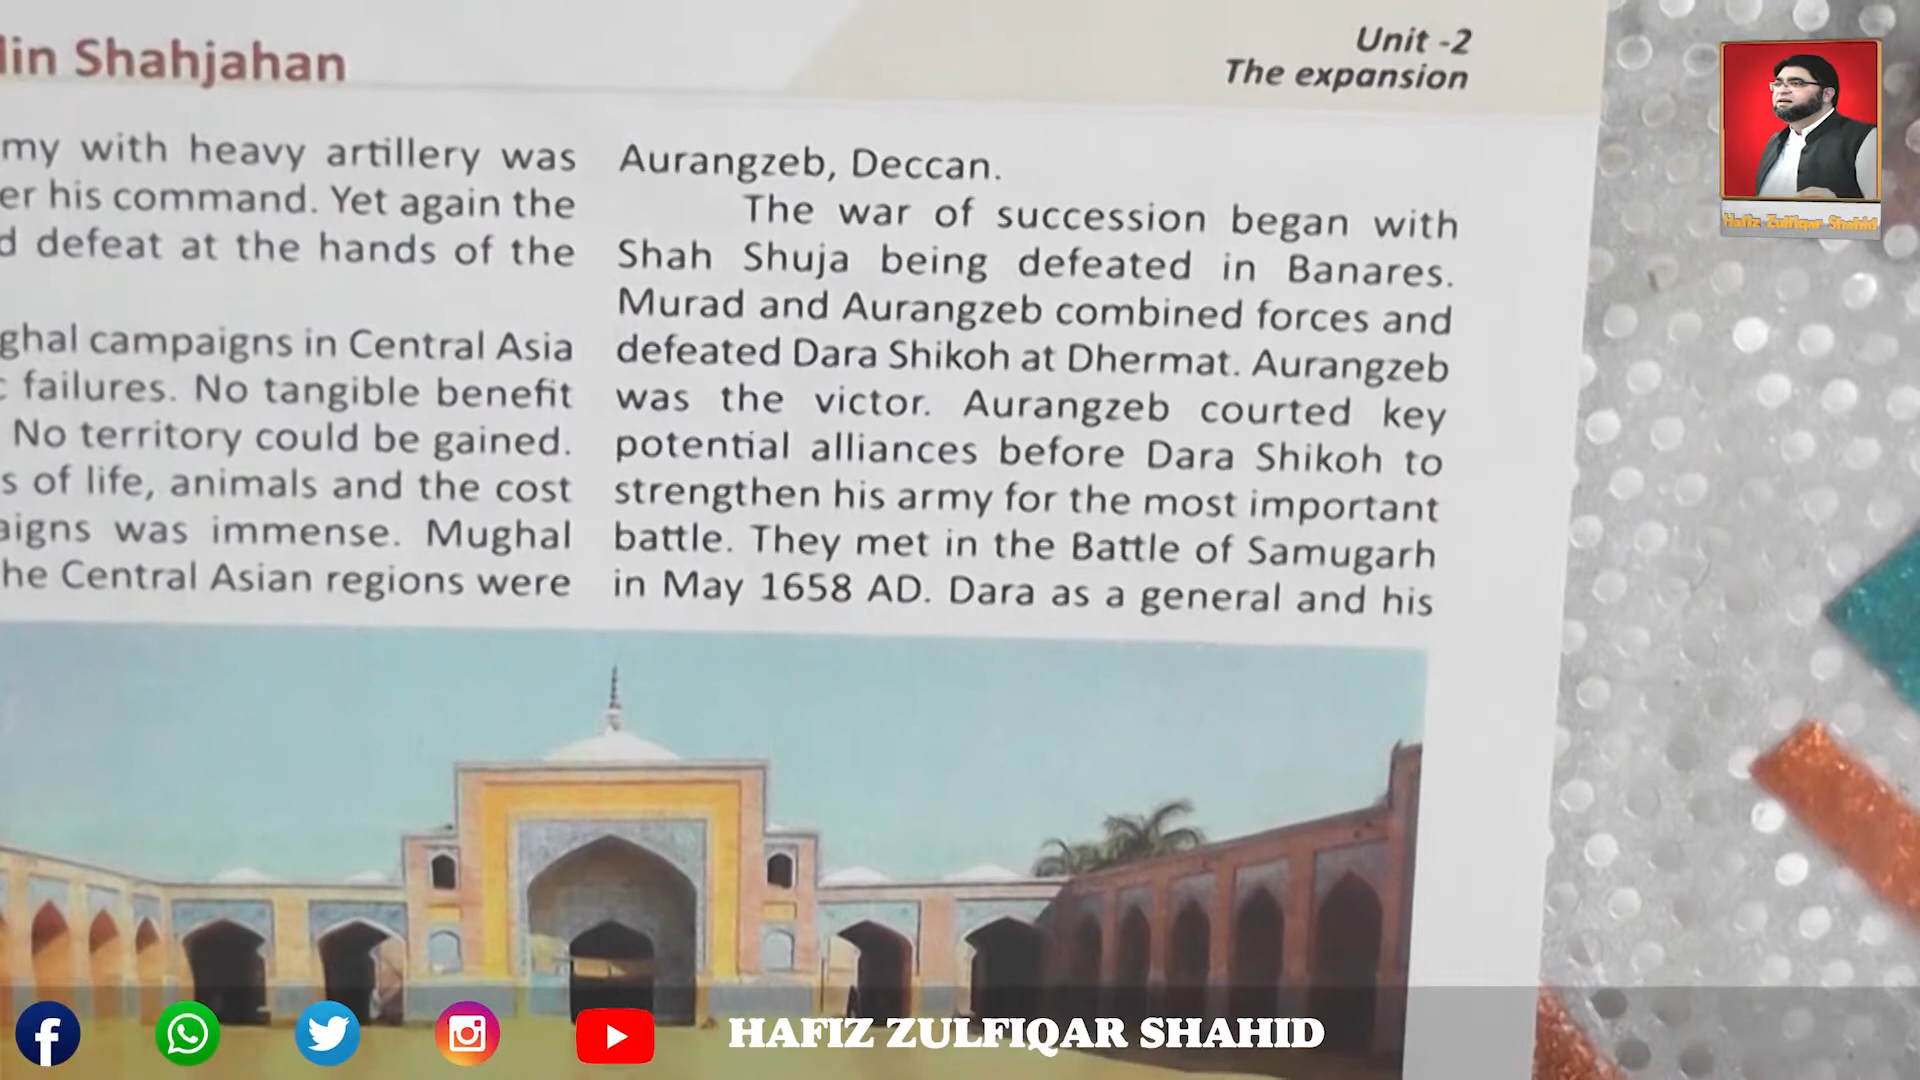 Shahjahan
Unit -2
The expansion
with heavy artillery was
his command. Yet again the
defeat at the hands of the
campaigns in Central Asia
failures. No tangible benefit
No territory could be gained.
of life, animals and the cost
was immense. Mughal
Central Asian regions were
Aurangzeb, Deccan.
The war of succession began with
Shah Shuja being defeated in Banares.
Murad and Aurangzeb combined forces and
defeated Dara Shikoh at Dhermat. Aurangzeb
was the victor. Aurangzeb courted key
potential alliances before Dara Shikoh to
strengthen his army for the most important
battle. They met in the Battle of Samugarh
in May 1658 AD. Dara as a general and his
Hafiz Zulfiqar Shahid
HAFIZ ZULFIQAR SHAHID